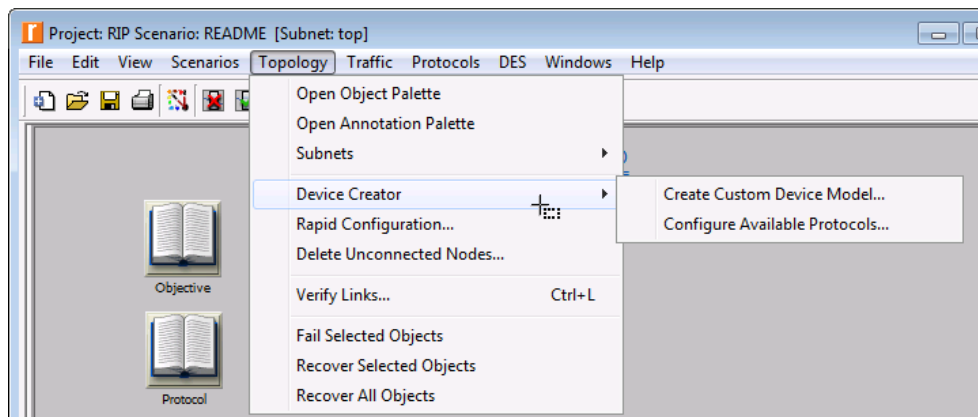 Project: RIP Scenario: README [Subnet: top]
File Edit View Scenarios Topology Traffic Protocols DES Windows Help
Open Object Palette
Open Annotation Palette
Subnets
Device Creator
Create Custom Device Model...
Rapid Configuration...
Configure Available Protocols...
Delete Unconnected Nodes...
Verify Links... Ctrl+L
Fail Selected Objects
Recover Selected Objects
Recover All Objects
Objective
Protocol